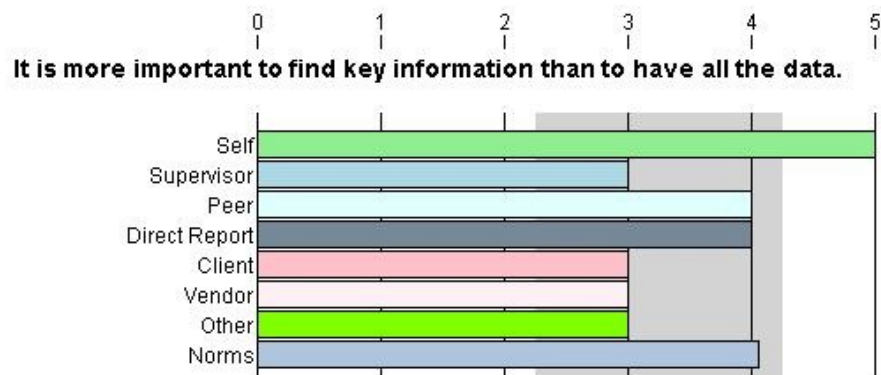 0 1 2 3 4 5
It is more important to find key information than to have all the data.
Self
Supervisor
Peer
Direct Report
Client
Vendor
Other
Norms